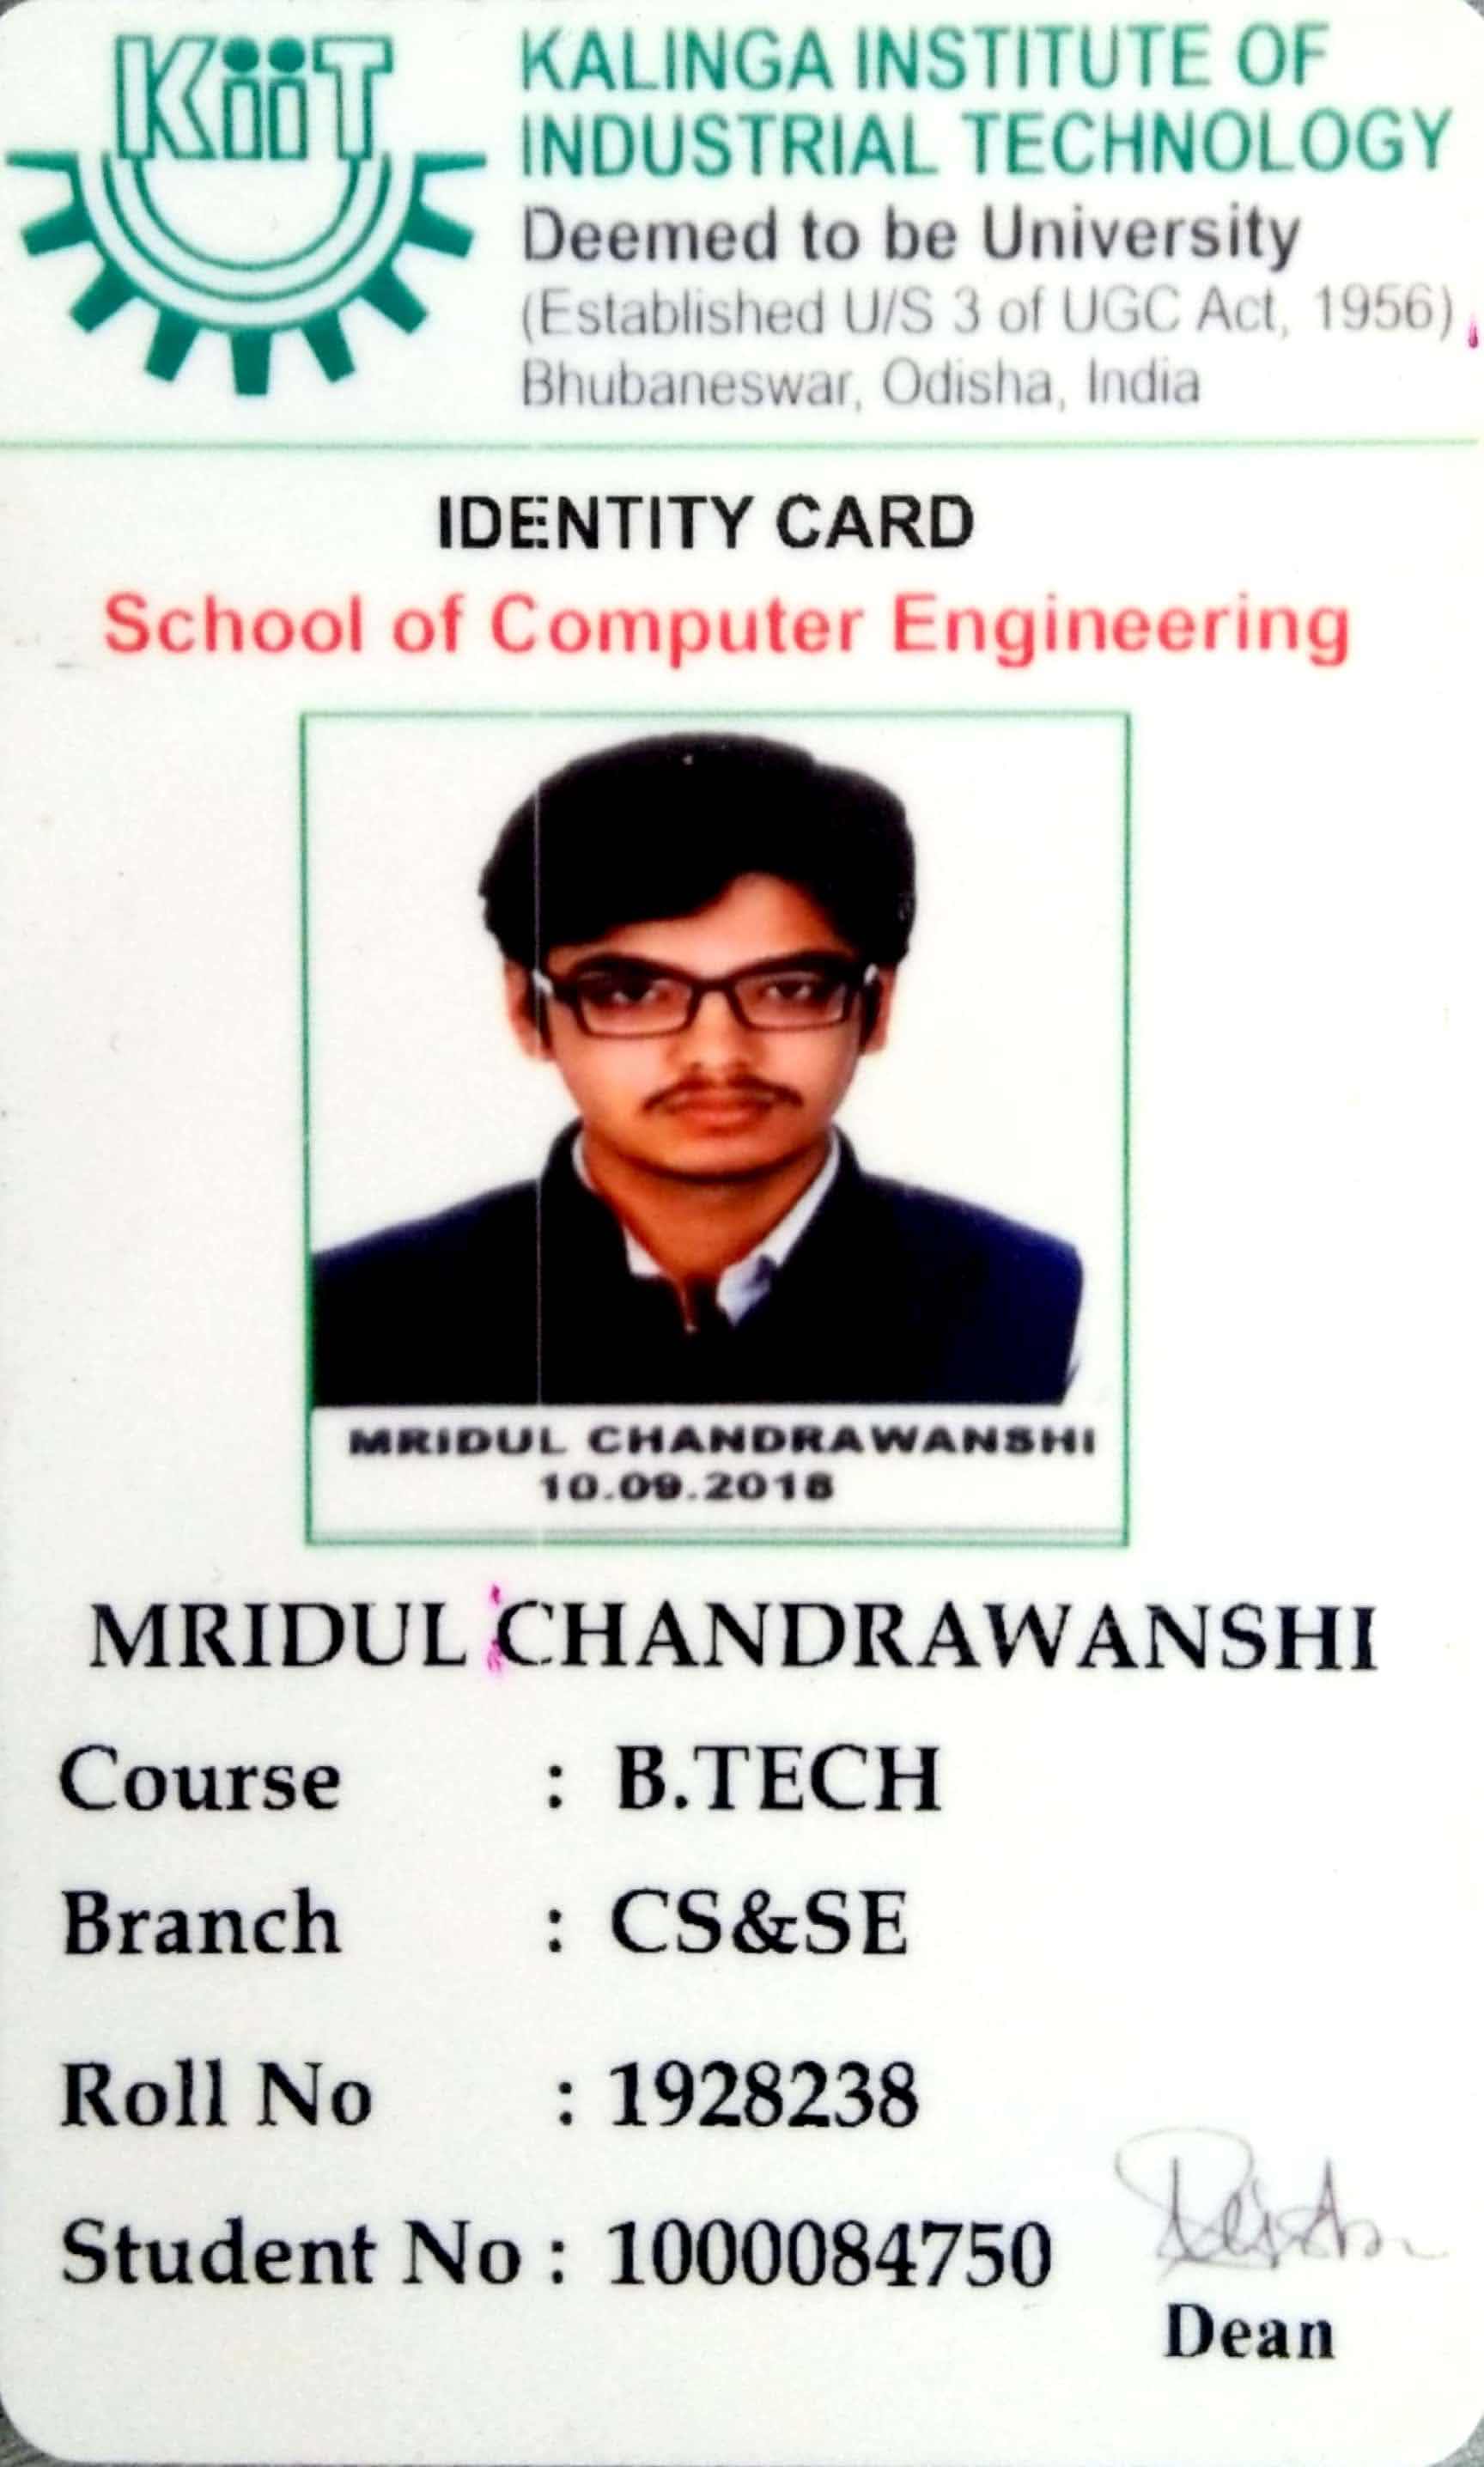 KiiT
KALINGA INSTITUTE OF
INDUSTRIAL TECHNOLOGY
Deemed to be University
(Established U/S 3 of UGC Act, 1956)
Bhubaneswar, Odisha, India
IDENTITY CARD
School of Computer Engineering
MRIDUL CHANDRAWANSHI
10.09.2018
MRIDUL CHANDRAWANSHI
Course : B.TECH
Branch : CS&SE
Roll No : 1928238
Student No : 1000084750
Dean